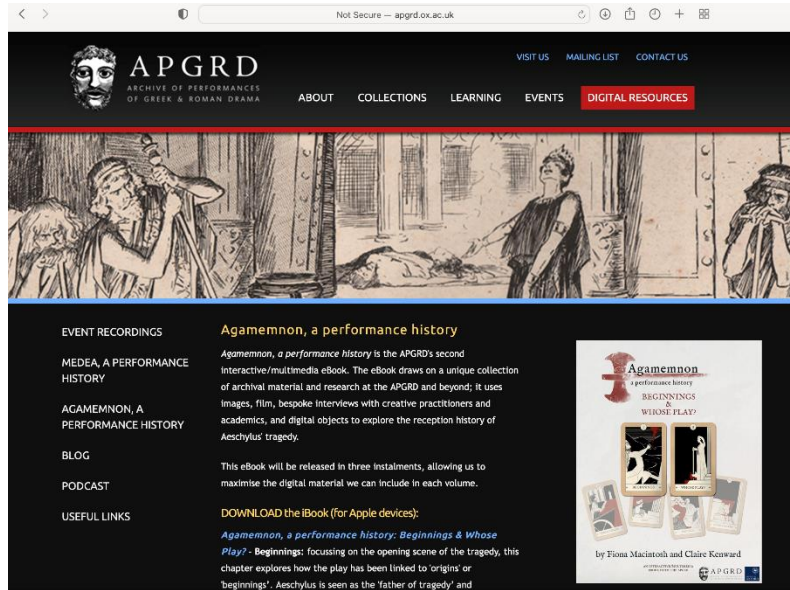 Not Secure — apgrd.ox.ac.uk
VISIT US MAILING LIST CONTACT US
APGRD
ARCHIVE OF PERFORMANCES
OF GREEK & ROMAN DRAMA
ABOUT COLLECTIONS LEARNING EVENTS DIGITAL RESOURCES
EVENT RECORDINGS
MEDEA, A PERFORMANCE
HISTORY
AGAMEMNON, A
PERFORMANCE HISTORY
BLOG
PODCAST
USEFUL LINKS
Agamemnon, a performance history
Agamemnon, a performance history is the APGRD's second
interactive/multimedia eBook. The eBook draws on a unique collection
of archival material and research at the APGRD and beyond; it uses
images, film, bespoke interviews with creative practitioners and
academics, and digital objects to explore the reception history of
Aeschylus' tragedy.
This eBook will be released in three instalments, allowing us to
maximise the digital material we can include in each volume.
DOWNLOAD the iBook (for Apple devices):
Agamemnon, a performance history: Beginnings & Whose
Play? - Beginnings: focussing on the opening scene of the tragedy, this
chapter explores how the play has been linked to 'origins' or
'beginnings'. Aeschylus is seen as the 'father of tragedy' and
Agamemnon
a performance history
BEGINNINGS
&
WHOSE PLAY?
by Fiona Macintosh and Claire Kenward
APGRD